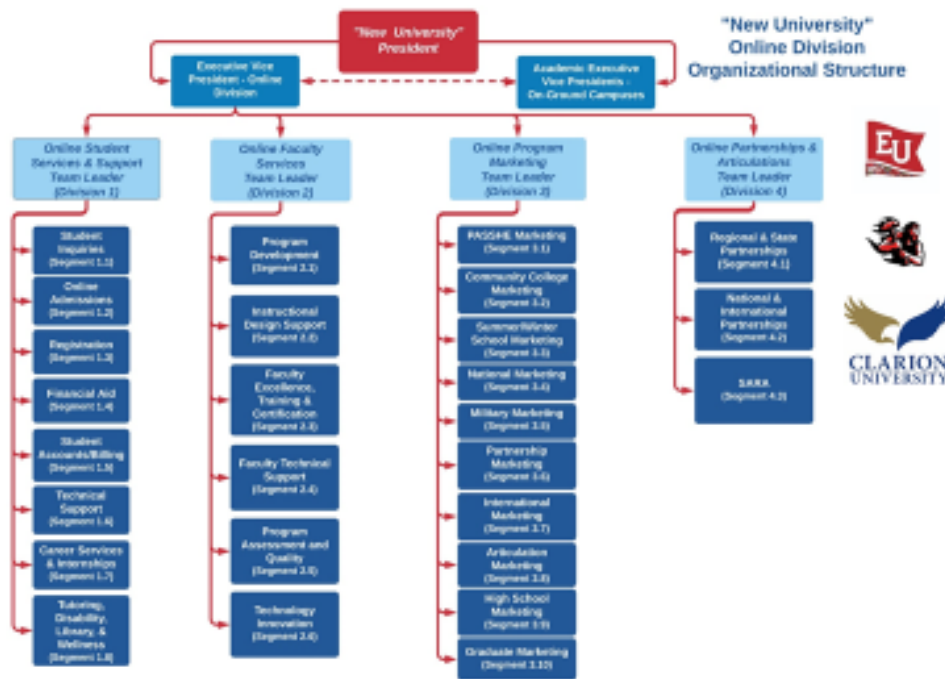 "New University"
President
"New University"
Online Division
Organizational Structure
Executive Vice
President - Online
Division
Academic Executive
Vice Presidents -
On-Ground Campuses
Online Student
Services & Support
Team Leader
(Division 1)
Online Faculty
Services
Team Leader
(Division 2)
Online Program
Marketing
Team Leader
(Division 3)
Online Partnerships &
Articulations
Team Leader
(Division 4)
EU
Student
Inquiries
(Segment 1.1)
Online
Admissions
(Segment 1.2)
Registration
(Segment 1.3)
Financial Aid
(Segment 1.4)
Student
Accounts/Billing
(Segment 1.5)
Technical
Support
(Segment 1.6)
Career Services
& Internships
(Segment 1.7)
Tutoring,
Disability,
Library, &
Wellness
(Segment 1.8)
Program
Development
(Segment 2.1)
Instructional
Design Support
(Segment 2.2)
Faculty
Excellence,
Training &
Certification
(Segment 2.3)
Faculty Technical
Support
(Segment 2.4)
Program
Assessment and
Quality
(Segment 2.5)
Technology
Innovation
(Segment 2.6)
PASSHE Marketing
(Segment 3.1)
Community College
Marketing
(Segment 3.2)
Summer/Winter
School Marketing
(Segment 3.3)
National Marketing
(Segment 3.4)
Military Marketing
(Segment 3.5)
Partnership
Marketing
(Segment 3.6)
International
Marketing
(Segment 3.7)
Articulation
Marketing
(Segment 3.8)
High School
Marketing
(Segment 3.9)
Graduate Marketing
(Segment 3.10)
Regional & State
Partnerships
(Segment 4.1)
National &
International
Partnerships
(Segment 4.2)
SARA
(Segment 4.3)
CLARION
UNIVERSITY